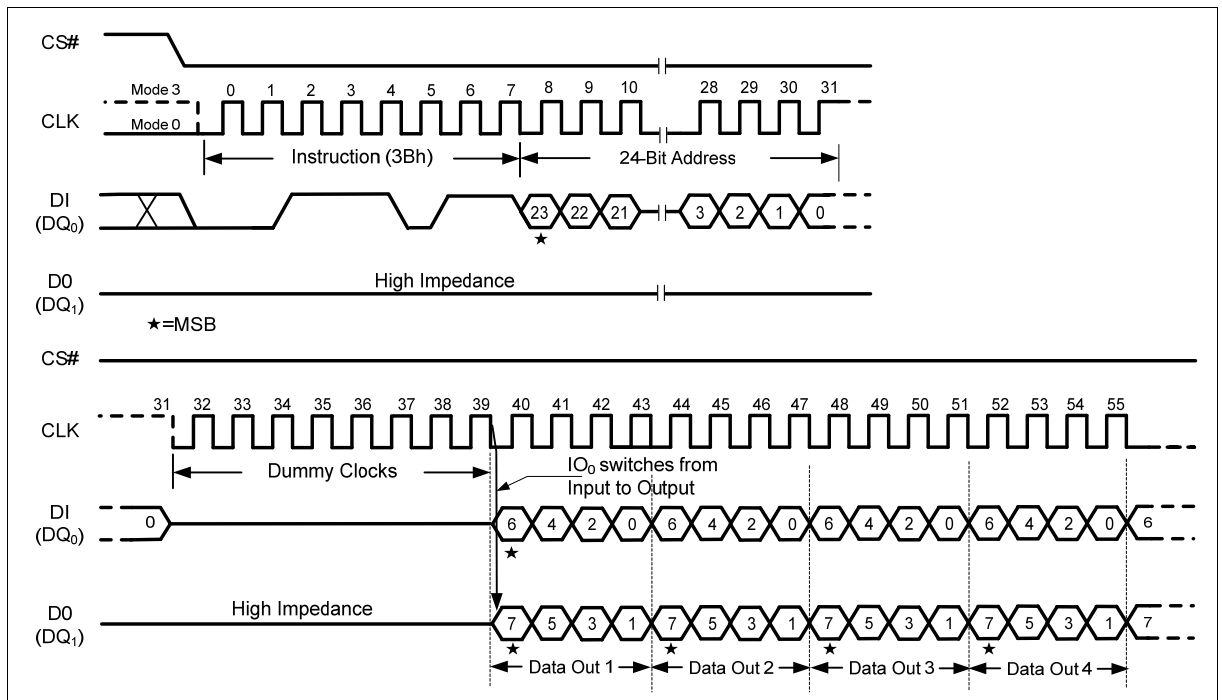 CS#
Mode 3
0 1 2 3 4 5 6 7 8 9 10 28 29 30 31
CLK
Mode 0
Instruction (3Bh) 24-Bit Address
DI
(DQ0)
23 22 21 3 2 1 0
★
D0
(DQ1)
High Impedance
★=MSB
CS#
31 32 33 34 35 36 37 38 39 40 41 42 43 44 45 46 47 48 49 50 51 52 53 54 55
CLK
Dummy Clocks
IO0 switches from
Input to Output
DI
(DQ0)
0 6 4 2 0 6 4 2 0 6 4 2 0 6 4 2 0 6
★
D0
(DQ1)
High Impedance
7 5 3 1 7 5 3 1 7 5 3 1 7 5 3 1 7
★ ★ ★ ★
Data Out 1 Data Out 2 Data Out 3 Data Out 4